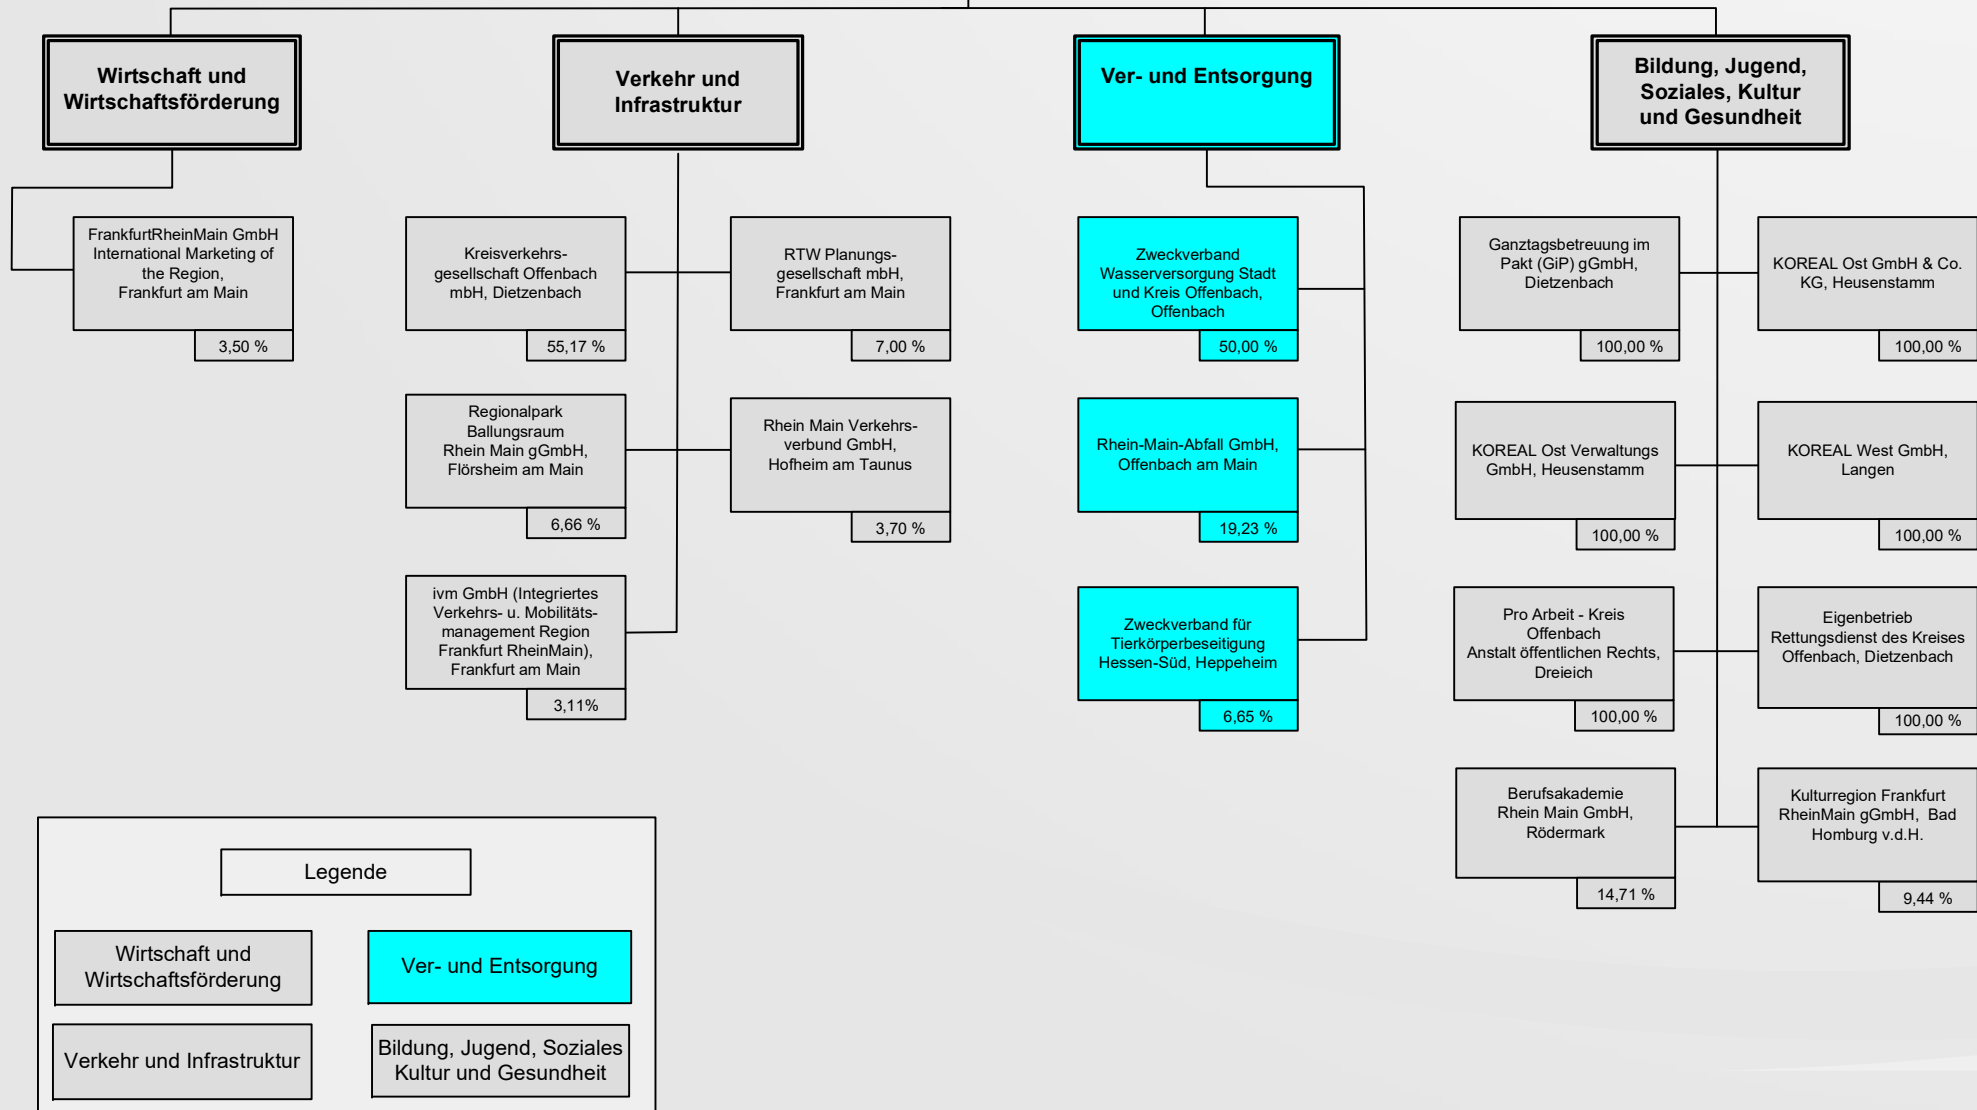 Wirtschaft und
Wirtschaftsförderung
Verkehr und
Infrastruktur
Ver- und Entsorgung
Bildung, Jugend,
Soziales, Kultur
und Gesundheit
FrankfurtRheinMain GmbH
International Marketing of
the Region,
Frankfurt am Main
3,50 %
Kreisverkehrs-
gesellschaft Offenbach
mbH, Dietzenbach
55,17 %
RTW Planungs-
gesellschaft mbH,
Frankfurt am Main
7,00 %
Regionalpark
Ballungsraum
Rhein Main gGmbH,
Flörsheim am Main
6,66 %
Rhein Main Verkehrs-
verbund GmbH,
Hofheim am Taunus
3,70 %
ivm GmbH (Integriertes
Verkehrs- u. Mobilitäts-
management Region
Frankfurt RheinMain),
Frankfurt am Main
3,11%
Zweckverband
Wasserversorgung Stadt
und Kreis Offenbach,
Offenbach
50,00 %
Rhein-Main-Abfall GmbH,
Offenbach am Main
19,23 %
Zweckverband für
Tierkörperbeseitigung
Hessen-Süd, Heppeheim
6,65 %
Ganztagsbetreuung im
Pakt (GiP) gGmbH,
Dietzenbach
100,00 %
KOREAL Ost GmbH & Co.
KG, Heusenstamm
100,00 %
KOREAL Ost Verwaltungs
GmbH, Heusenstamm
100,00 %
KOREAL West GmbH,
Langen
100,00 %
Pro Arbeit - Kreis
Offenbach
Anstalt öffentlichen Rechts,
Dreieich
100,00 %
Eigenbetrieb
Rettungsdienst des Kreises
Offenbach, Dietzenbach
100,00 %
Berufsakademie
Rhein Main GmbH,
Rödermark
14,71 %
Kulturregion Frankfurt
RheinMain gGmbH, Bad
Homburg v.d.H.
9,44 %
Legende
Wirtschaft und
Wirtschaftsförderung
Ver- und Entsorgung
Verkehr und Infrastruktur
Bildung, Jugend, Soziales
Kultur und Gesundheit